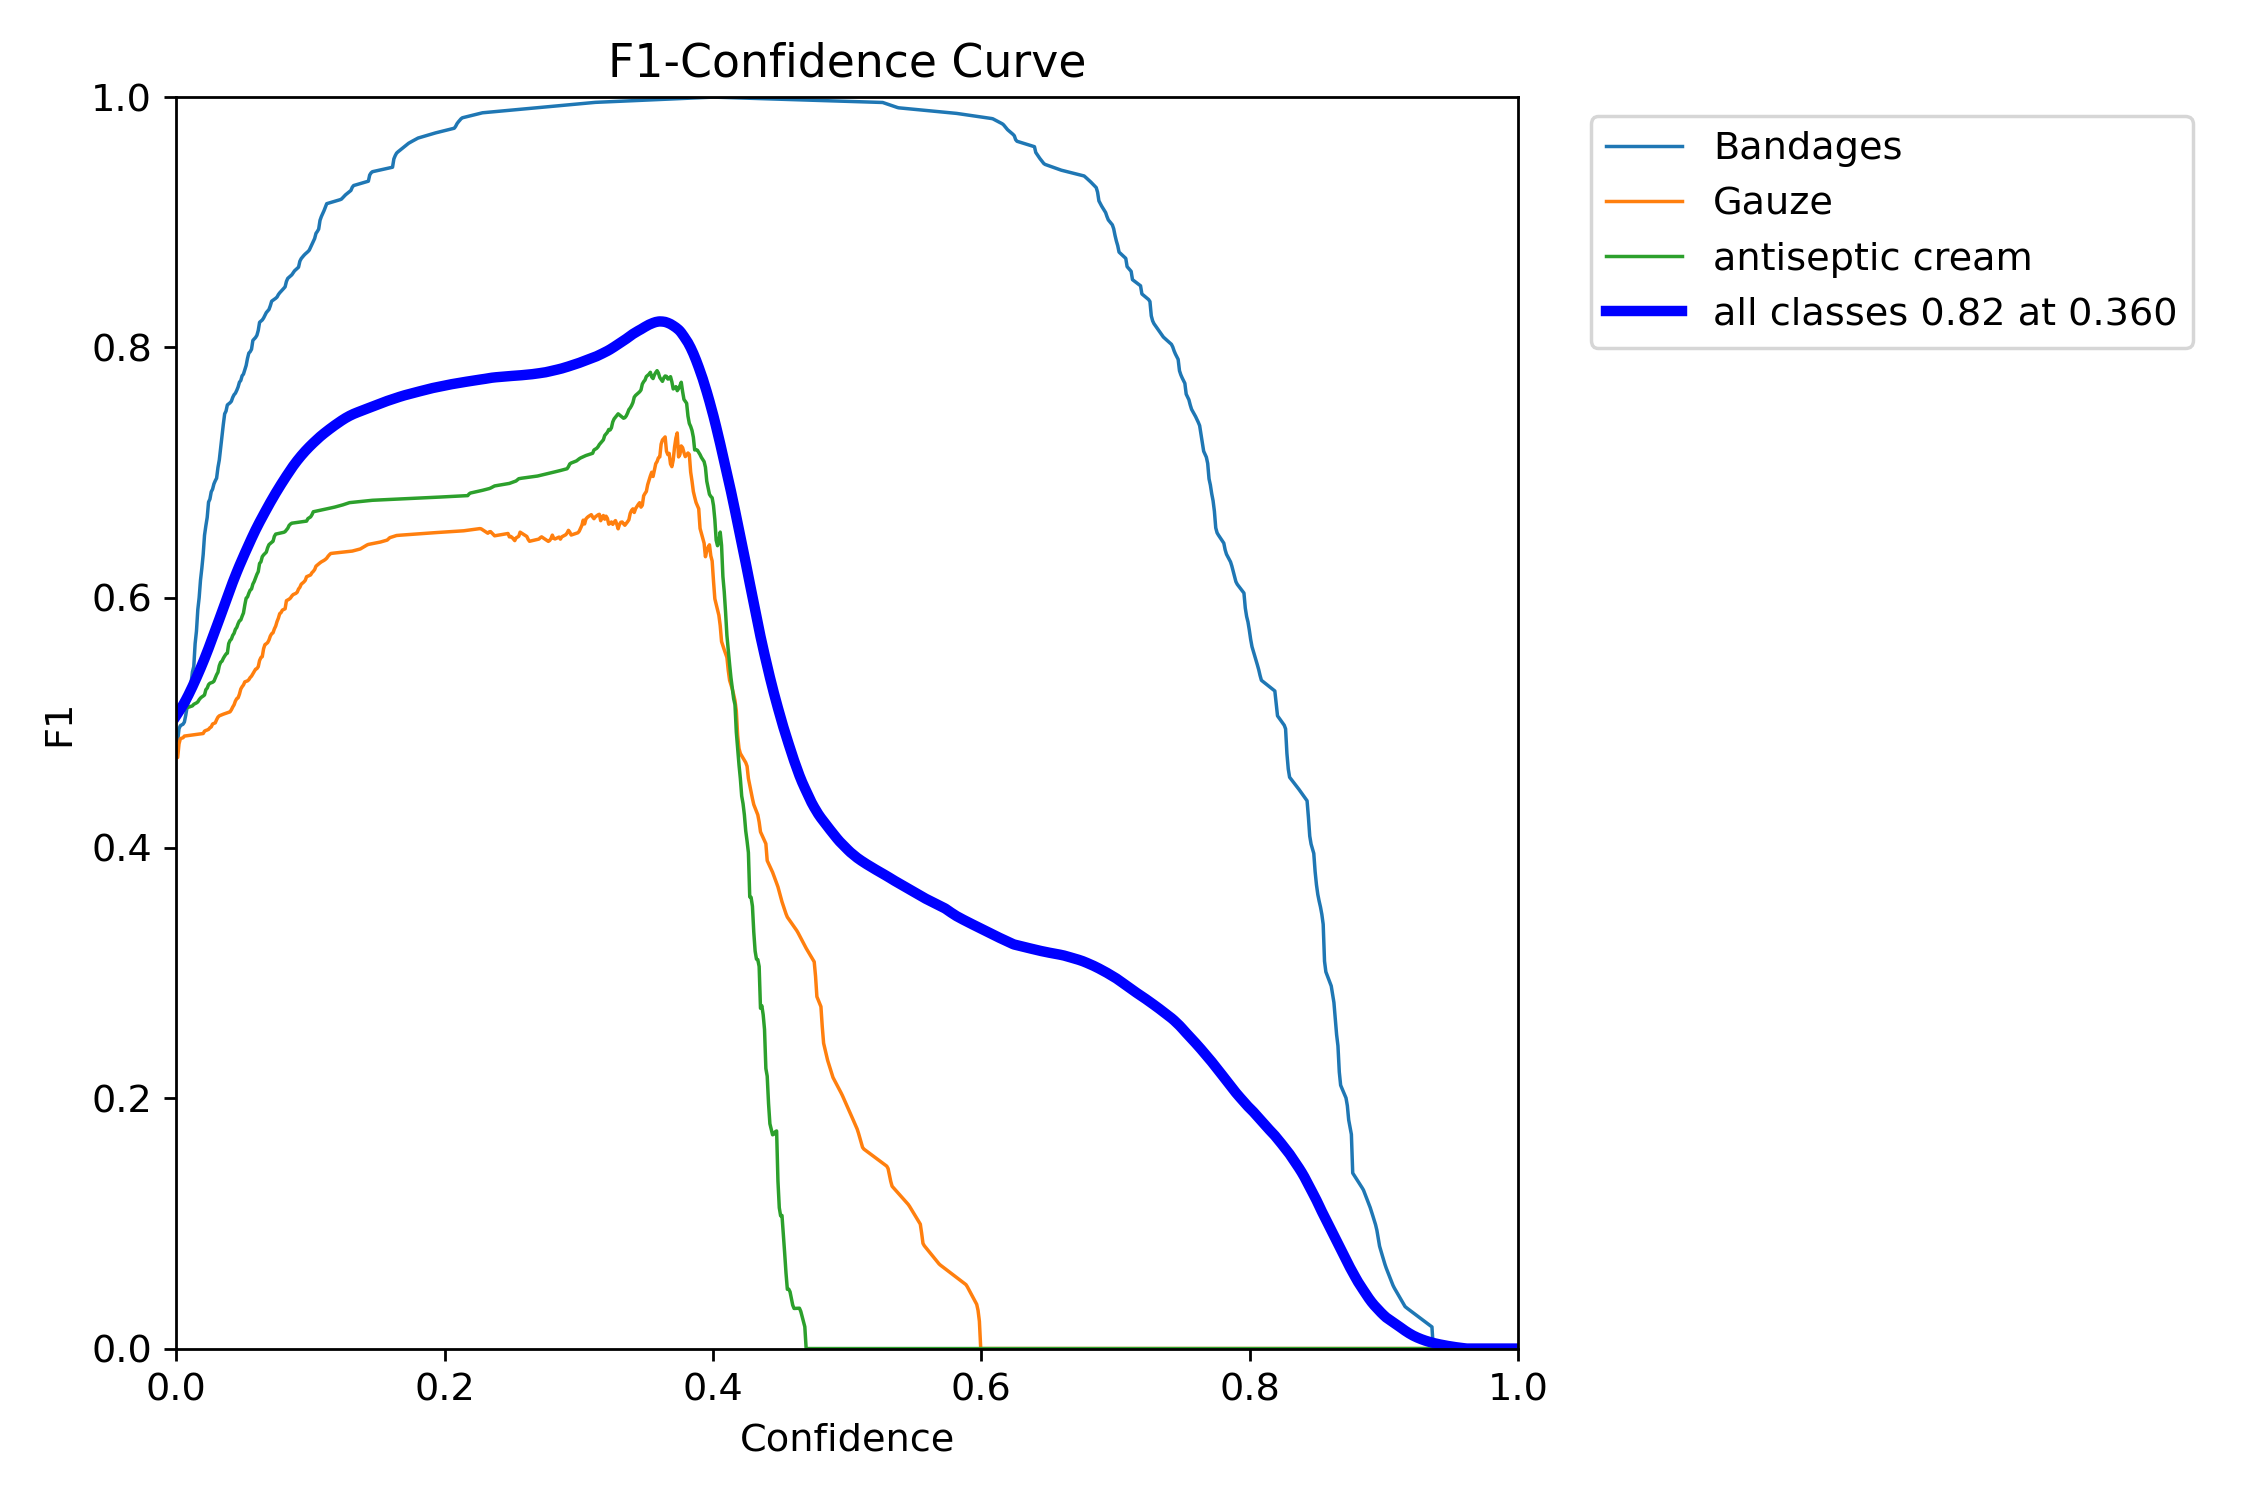 F1-Confidence Curve
1.0
0.8
0.6
0.4
0.2
0.0
F1
0.0 0.2 0.4 0.6 0.8 1.0
Confidence
Bandages
Gauze
antiseptic cream
all classes 0.82 at 0.360